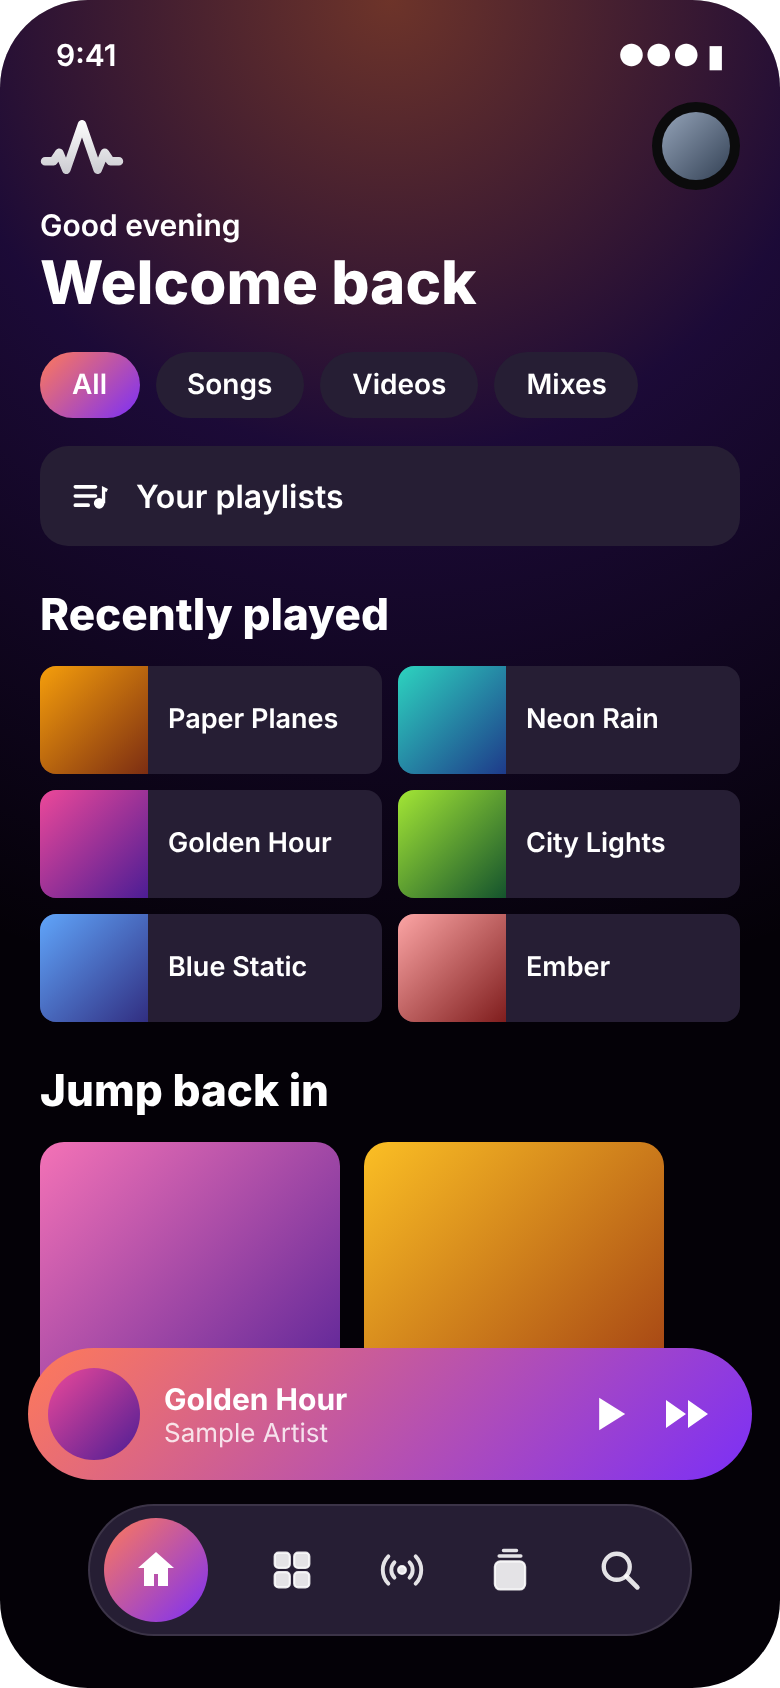 9:41
Good evening
Welcome back
All Songs Videos Mixes
Your playlists
Recently played
Paper Planes Neon Rain
Golden Hour City Lights
Blue Static Ember
Jump back in
Golden Hour
Sample Artist